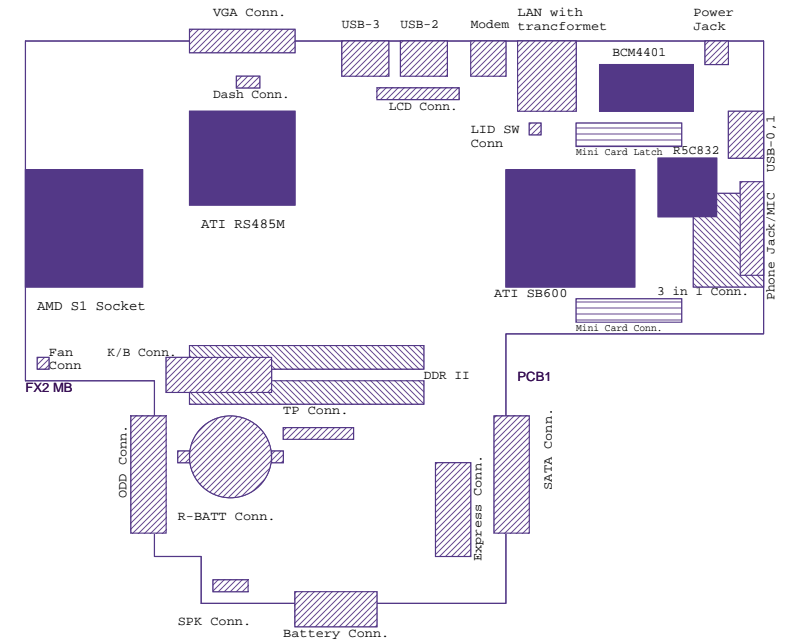 VGA Conn.
USB-3
USB-2
Modem
LAN with
trancformet
Power
Jack
BCM4401
Dash Conn.
LCD Conn.
LID SW
Conn
Mini Card Latch
R5C832
USB-0,1
Phone Jack/MIC
ATI RS485M
AMD S1 Socket
ATI SB600
3 in 1 Conn.
Mini Card Conn.
Fan
Conn
K/B Conn.
DDR II
FX2 MB
PCB1
TP Conn.
ODD Conn.
R-BATT Conn.
Express Conn.
SATA Conn.
SPK Conn.
Battery Conn.